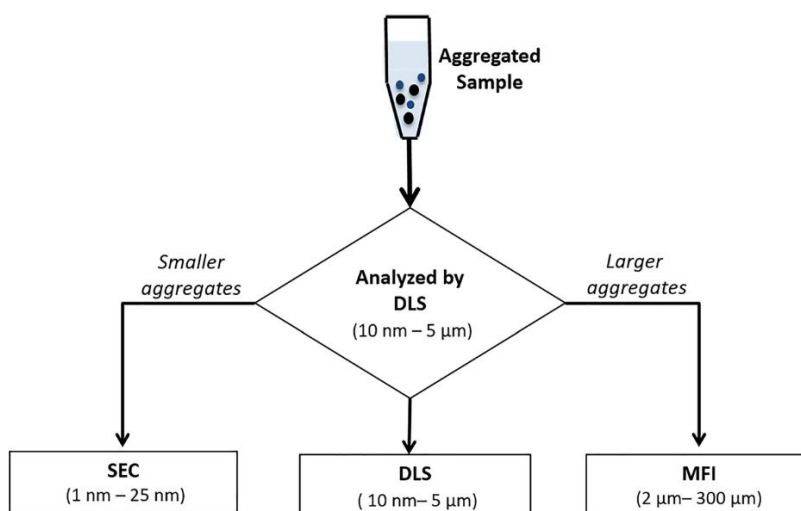 Aggregated
Sample
Smaller
aggregates
Larger
aggregates
Analyzed by
DLS
(10 nm – 5 µm)
SEC
(1 nm – 25 nm)
DLS
( 10 nm– 5 µm)
MFI
(2 µm– 300 µm)